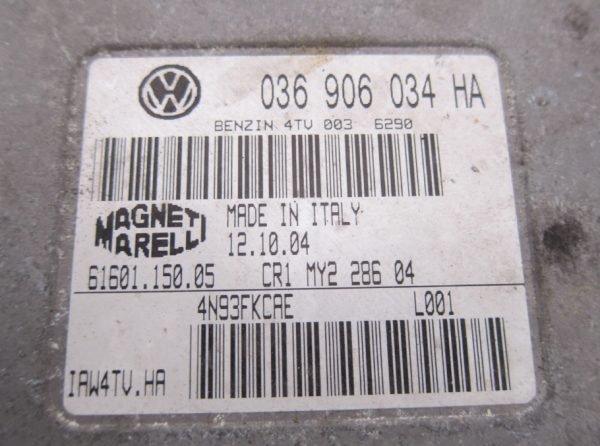 036 906 034 HA
BENZIN 4TV 003 6290
MAGNETI MARELLI
MADE IN ITALY
12.10.04
61601.150.05 CR1 MY2 286 04
4N93FKCAE L001
IAW4TV.HA